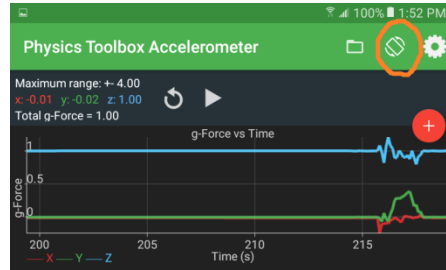 100% 1:52 PM
Physics Toolbox Accelerometer
Maximum range: +- 4.00
x: -0.01 y: -0.02 z: 1.00
Total g-Force = 1.00
+
g-Force vs Time
1
0.5
0
g-Force
200 205 210 215
X Y Z
Time (s)